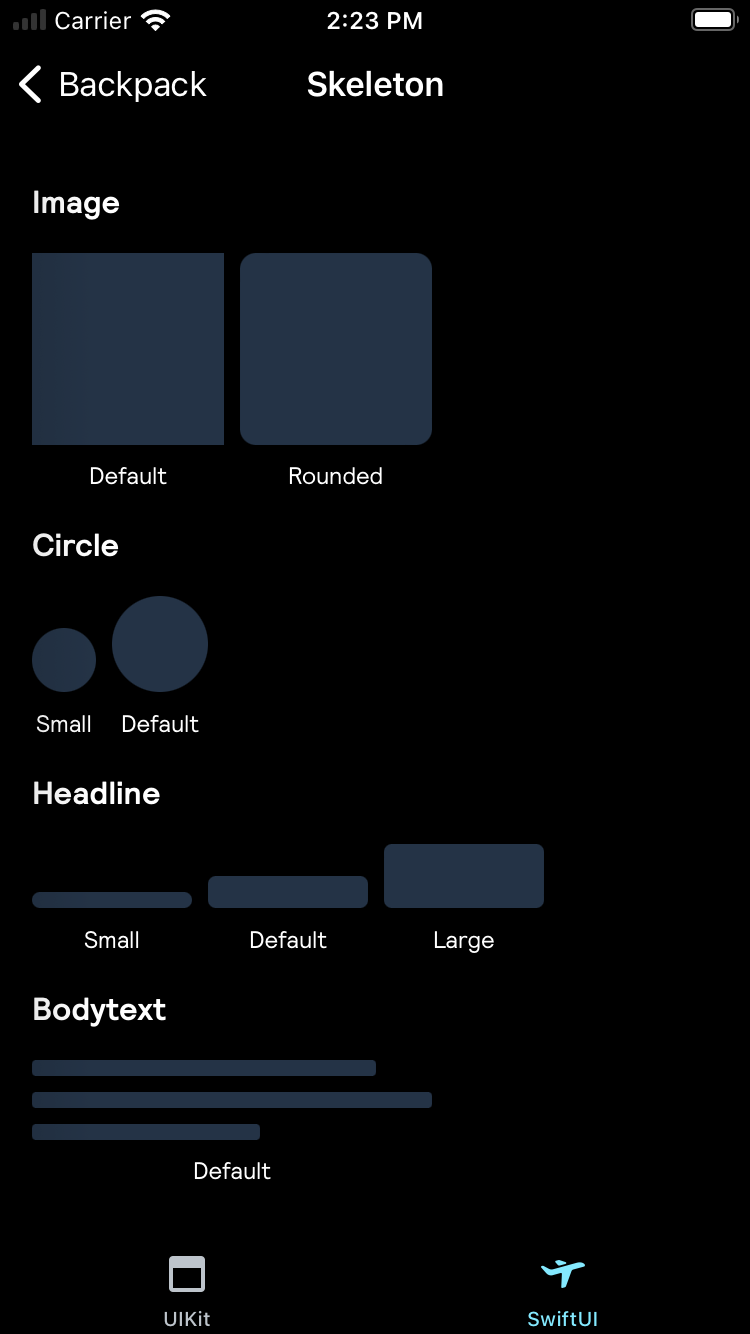 Carrier 2:23 PM
Backpack Skeleton
Image
Default Rounded
Circle
Small Default
Headline
Small Default Large
Bodytext
Default
UIKit SwiftUI